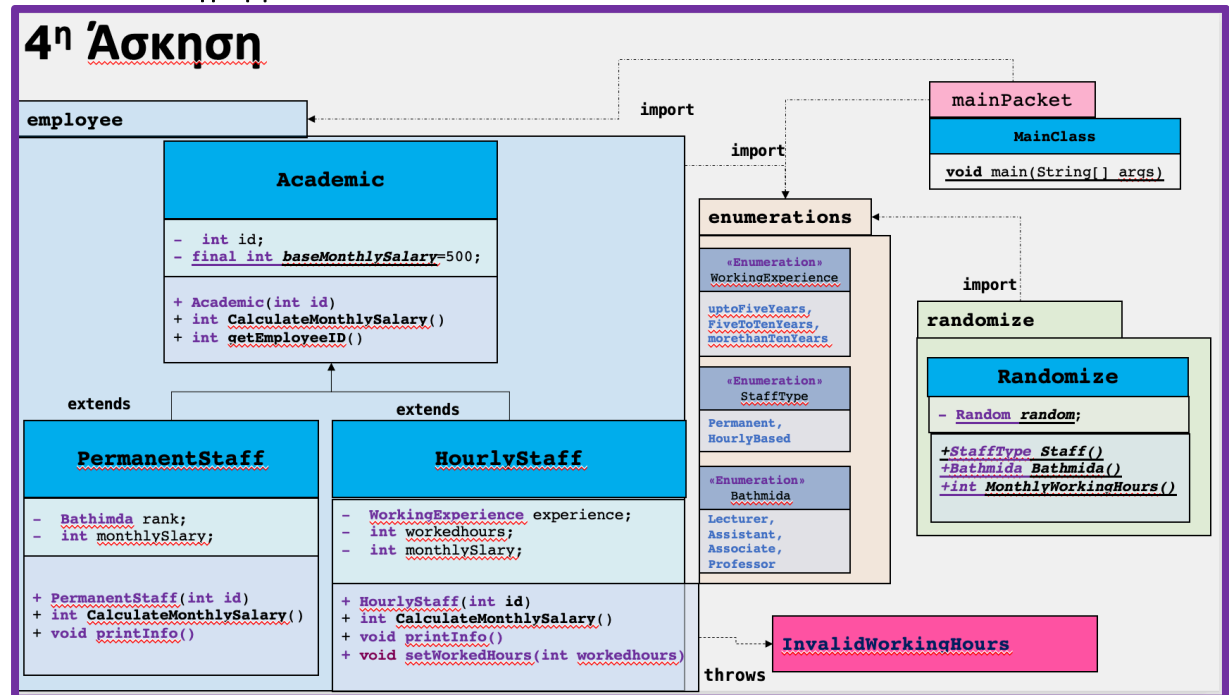 4η Άσκηση
employee
import
mainPacket
MainClass
void main(String[] args)
import
Academic
- int id;
- final int baseMonthlySalary=500;
+ Academic(int id)
+ int CalculateMonthlySalary()
+ int getEmployeeID()
extends
extends
PermanentStaff
- Bathimda rank;
- int monthlySlary;
+ PermanentStaff(int id)
+ int CalculateMonthlySalary()
+ void printInfo()
HourlyStaff
- WorkingExperience experience;
- int workedhours;
- int monthlySlary;
+ HourlyStaff(int id)
+ int CalculateMonthlySalary()
+ void printInfo()
+ void setWorkedHours(int workedhours)
enumerations
«Enumeration»
WorkingExperience
uptoFiveYears,
FiveToTenYears,
morethanTenYears
«Enumeration»
StaffType
Permanent,
HourlyBased
«Enumeration»
Bathmida
Lecturer,
Assistant,
Associate,
Professor
import
randomize
Randomize
- Random random;
+StaffType Staff()
+Bathmida Bathmida()
+int MonthlyWorkingHours()
throws
InvalidWorkingHours